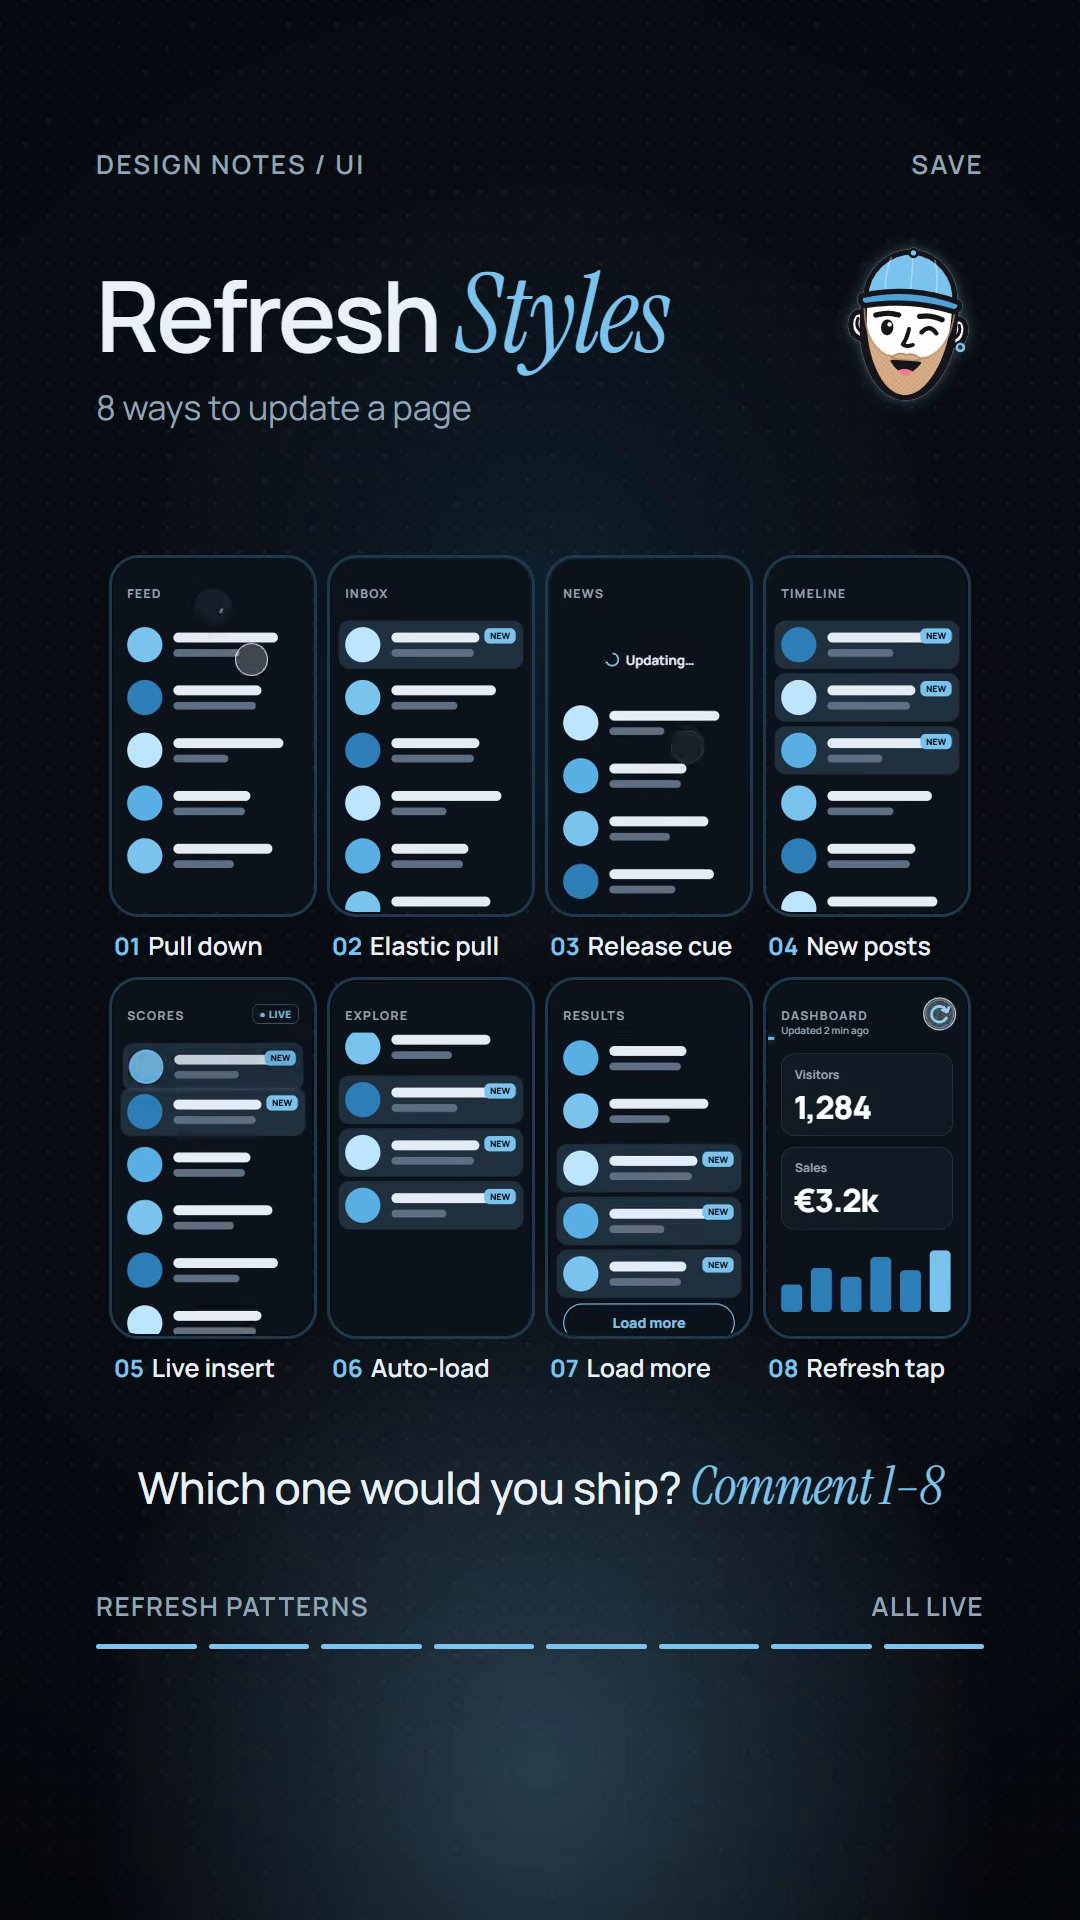 DESIGN NOTES / UI
SAVE
Refresh Styles
8 ways to update a page
FEED
INBOX
NEW
NEWS
Updating...
TIMELINE
NEW
NEW
NEW
01 Pull down
02 Elastic pull
03 Release cue
04 New posts
SCORES
LIVE
NEW
NEW
EXPLORE
NEW
NEW
NEW
RESULTS
NEW
NEW
NEW
Load more
DASHBOARD
Updated 2 min ago
Visitors
1,284
Sales
€3.2k
05 Live insert
06 Auto-load
07 Load more
08 Refresh tap
Which one would you ship? Comment 1-8
REFRESH PATTERNS
ALL LIVE